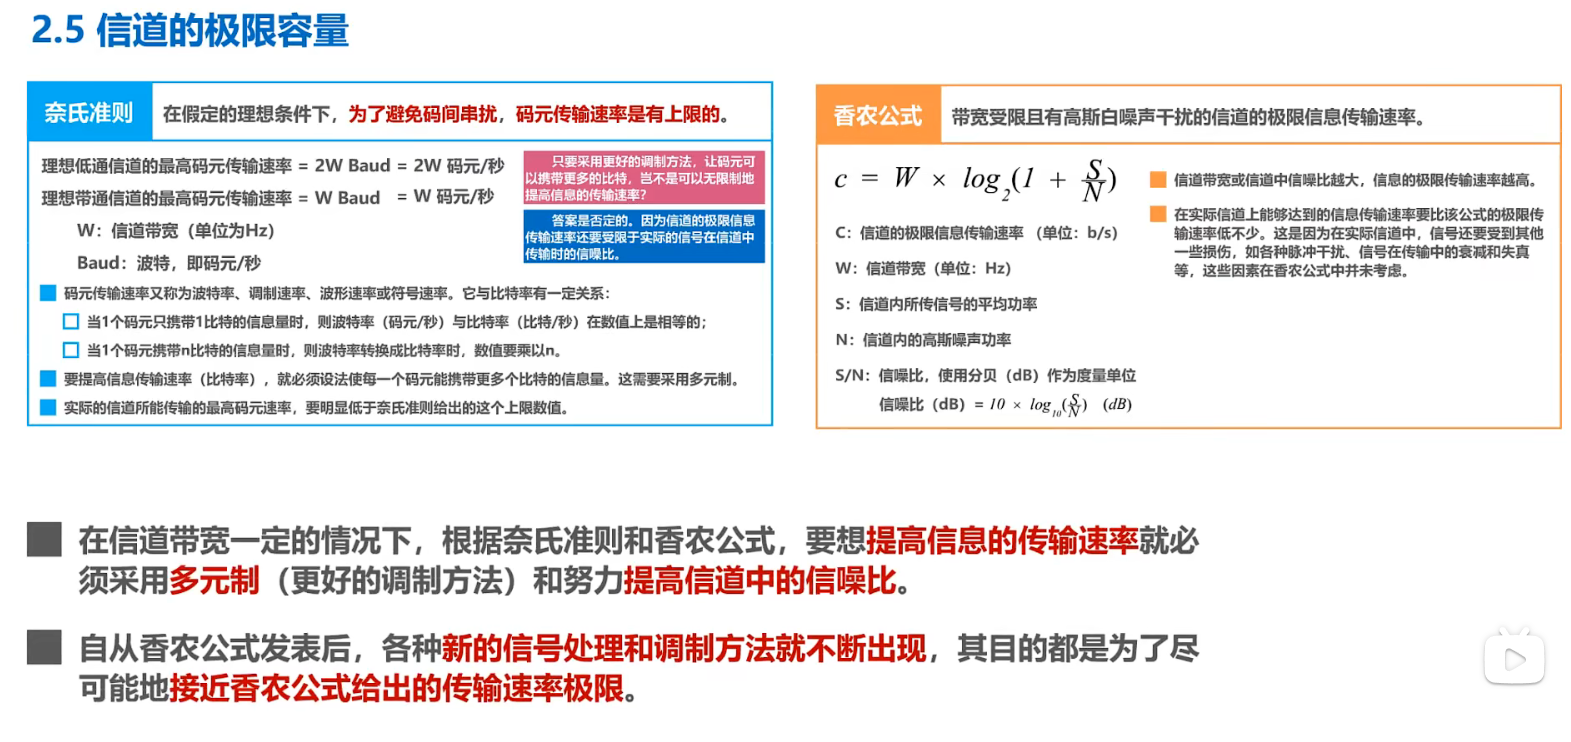 2.5 信道的极限容量
奈氏准则
在假定的理想条件下，为了避免码间串扰，码元传输速率是有上限的。
理想低通信道的最高码元传输速率 = 2W Baud = 2W 码元/秒
理想带通信道的最高码元传输速率 = W Baud = W 码元/秒
W：信道带宽（单位为Hz）
Baud：波特，即码元/秒
只要采用更好的调制方法，让码元可
以携带更多的比特，岂不是可以无限制地
提高信息的传输速率？
答案是否定的。因为信道的极限信息
传输速率还要受限于实际的信号在信道中
传输时的信噪比。
码元传输速率又称为波特率、调制速率、波形速率或符号速率。它与比特率有一定关系：
当1个码元只携带1比特的信息量时，则波特率（码元/秒）与比特率（比特/秒）在数值上是相等的；
当1个码元携带n比特的信息量时，则波特率转换成比特率时，数值要乘以n。
要提高信息传输速率（比特率），就必须设法使每一个码元能携带更多个比特的信息量。这需要采用多元制。
实际的信道所能传输的最高码元速率，要明显低于奈氏准则给出的这个上限数值。
香农公式
带宽受限且有高斯白噪声干扰的信道的极限信息传输速率。
c = W × log₂(1 + S/N)
C：信道的极限信息传输速率 （单位：b/s）
W：信道带宽（单位：Hz）
S：信道内所传信号的平均功率
N：信道内的高斯噪声功率
S/N：信噪比，使用分贝（dB）作为度量单位
信噪比（dB）= 10 × log₁₀(S/N) (dB)
信道带宽或信道中信噪比越大，信息的极限传输速率越高。
在实际信道上能够达到的信息传输速率要比该公式的极限传
输速率低不少。这是因为在实际信道中，信号还要受到其他
一些损伤，如各种脉冲干扰、信号在传输中的衰减和失真
等，这些因素在香农公式中并未考虑。
在信道带宽一定的情况下，根据奈氏准则和香农公式，要想提高信息的传输速率就必
须采用多元制（更好的调制方法）和努力提高信道中的信噪比。
自从香农公式发表后，各种新的信号处理和调制方法就不断出现，其目的都是为了尽
可能地接近香农公式给出的传输速率极限。